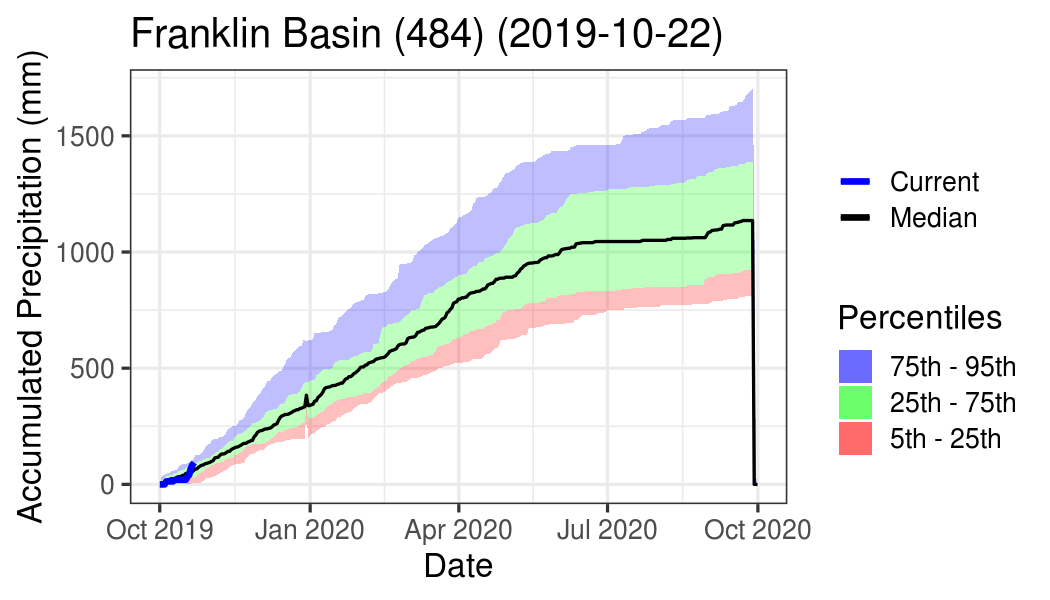 Franklin Basin (484) (2019-10-22)
Accumulated Precipitation (mm)
1500
1000
500
0
Oct 2019
Jan 2020
Apr 2020
Jul 2020
Oct 2020
Date
Current
Median
Percentiles
75th - 95th
25th - 75th
5th - 25th